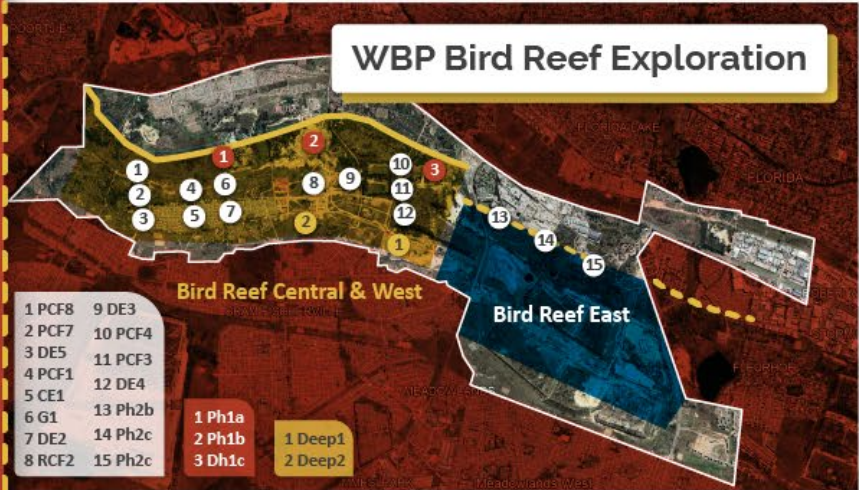 WBP Bird Reef Exploration
FLORIDA LAKE
LORIDA
1
2
3
4
5
6
7
8
9
10
11
12
13
14
15
1
2
3
2
1
Bird Reef Central & West
Bird Reef East
1 PCF8
2 PCF7
3 DE5
4 PCF1
5 CE1
6 G1
7 DE2
8 RCF2
9 DE3
10 PCF4
11 PCF3
12 DE4
13 Ph2b
14 Ph2c
15 Ph2c
1 Ph1a
2 Ph1b
3 Dh1c
1 Deep1
2 Deep2
Meadowlands West